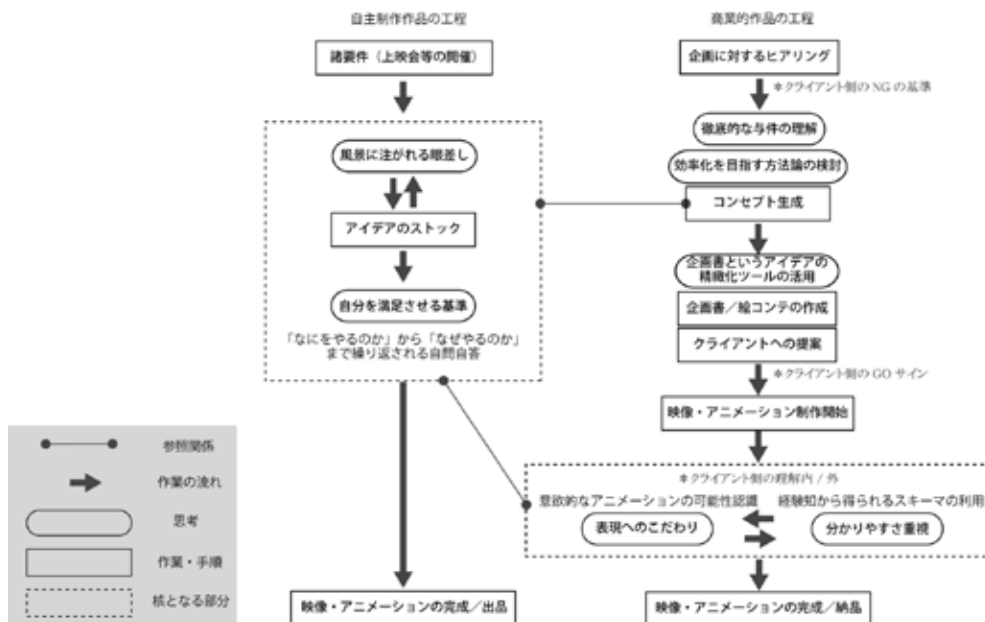 自主制作作品の工程
諸要件（上映会等の開催）
風景に注がれる眼差し
アイデアのストック
自分を満足させる基準
「なにをやるのか」から「なぜやるのか」
まで繰り返される自問自答
映像・アニメーションの完成／出品
商業的作品の工程
企画に対するヒアリング
＊クライアント側の NG の基準
徹底的な与件の理解
効率化を目指す方法論の検討
コンセプト生成
企画書というアイデアの
精緻化ツールの活用
企画書／絵コンテの作成
クライアントへの提案
＊クライアント側の GO サイン
映像・アニメーション制作開始
＊クライアント側の理解内 / 外
意欲的なアニメーションの可能性認識
経験知から得られるスキーマの利用
表現へのこだわり
分かりやすさ重視
映像・アニメーションの完成／納品
参照関係
作業の流れ
思考
作業・手順
核となる部分